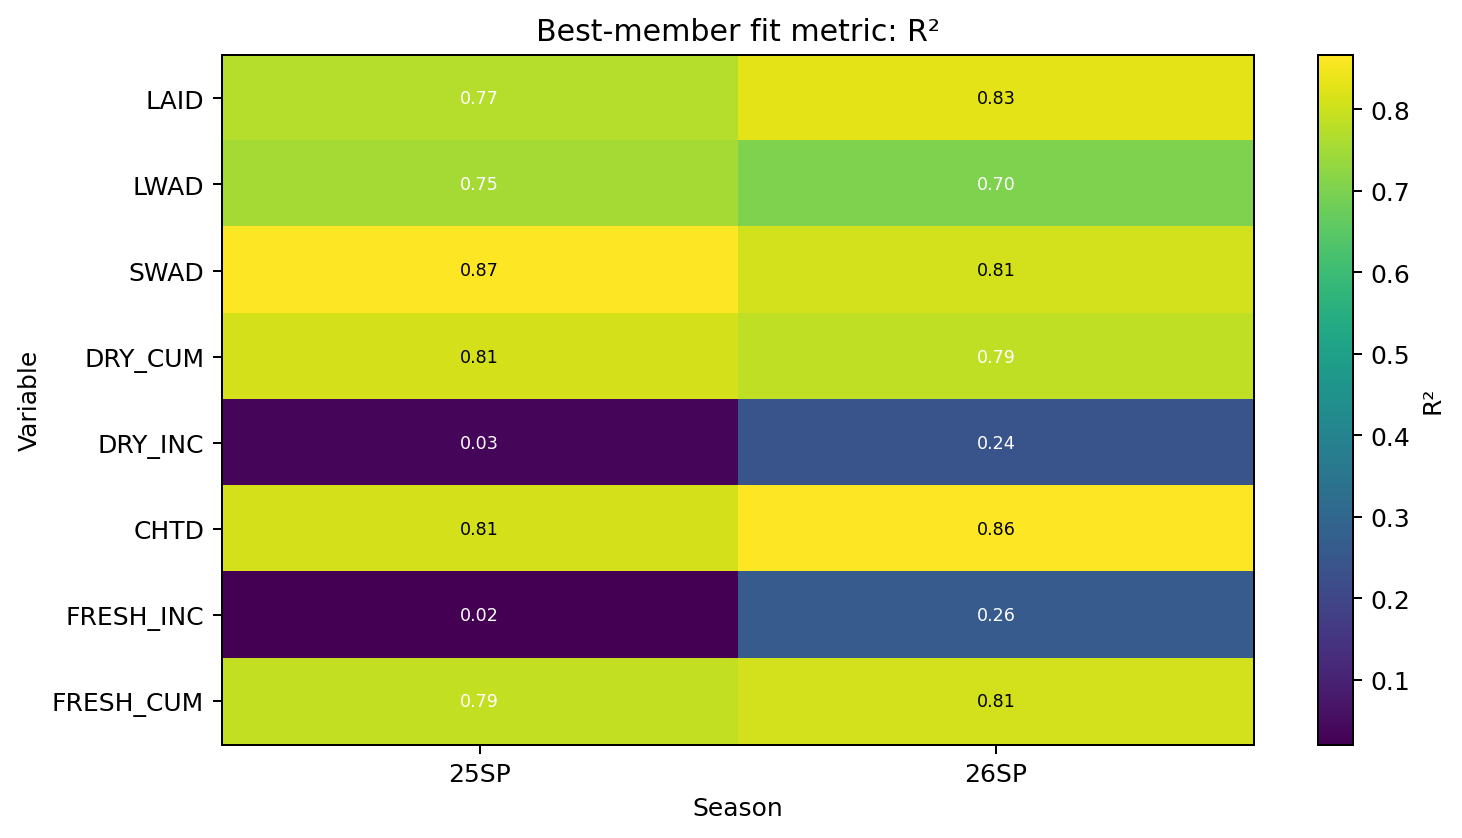 Best-member fit metric: R²
LAID 0.77 0.83
LWAD 0.75 0.70
SWAD 0.87 0.81
DRY_CUM 0.81 0.79
DRY_INC 0.03 0.24
CHTD 0.81 0.86
FRESH_INC 0.02 0.26
FRESH_CUM 0.79 0.81
25SP 26SP
Season
Variable
0.8
0.7
0.6
0.5
0.4
0.3
0.2
0.1
R²